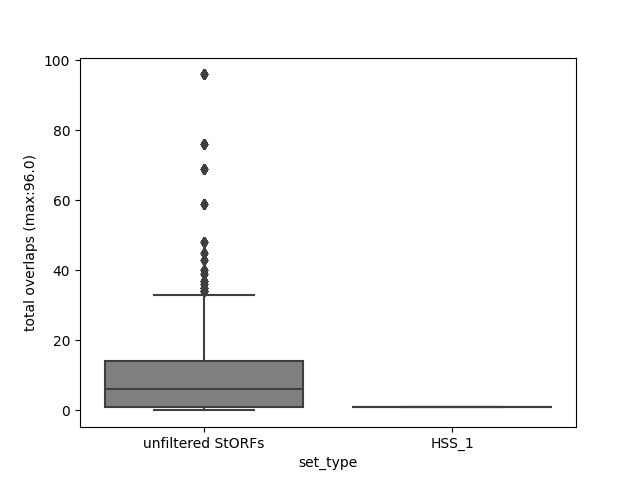 100
80
60
40
20
0
total overlaps (max:96.0)
unfiltered StORFs
HSS_1
set_type